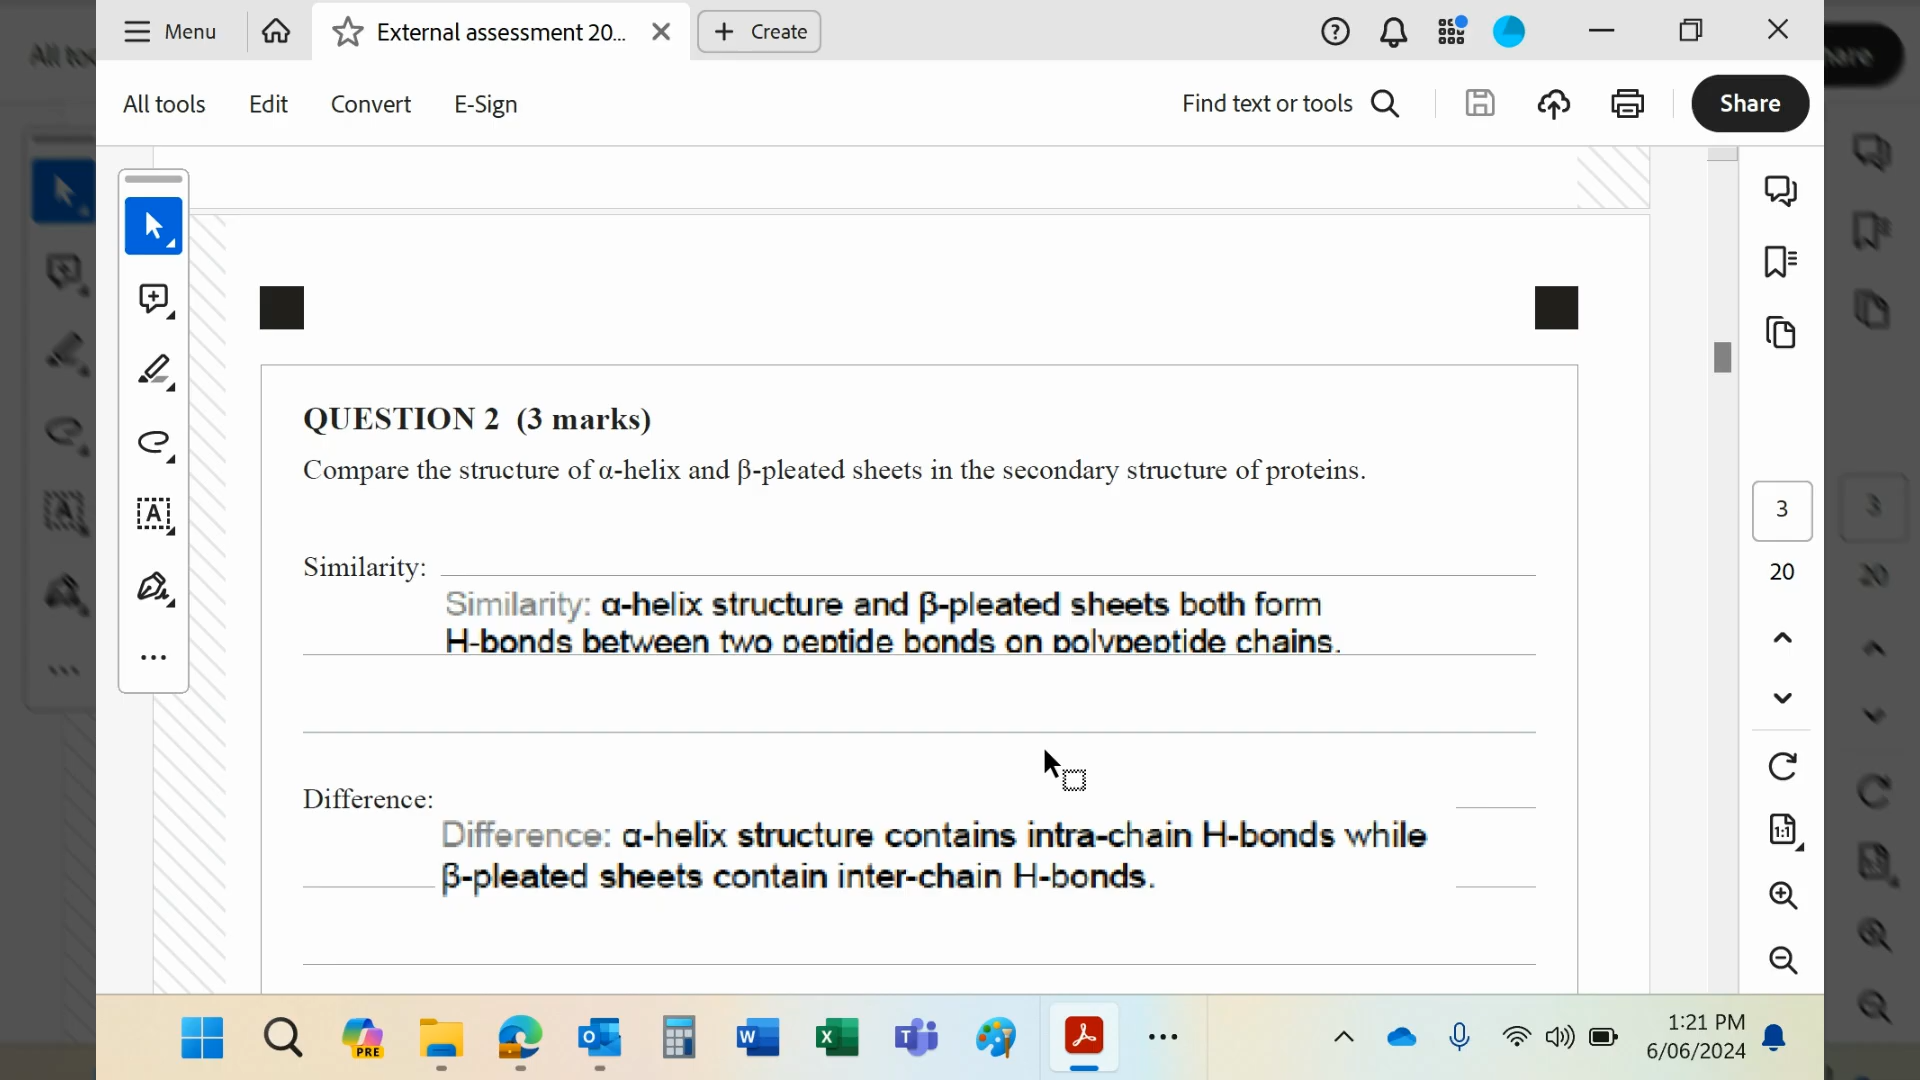 Menu
External assessment 20...
Create
All tools
Edit
Convert
E-Sign
Find text or tools
Share
QUESTION 2 (3 marks)
Compare the structure of α-helix and β-pleated sheets in the secondary structure of proteins.
Similarity:
Similarity: α-helix structure and β-pleated sheets both form
H-bonds between two peptide bonds on polypeptide chains.
Difference:
Difference: α-helix structure contains intra-chain H-bonds while
β-pleated sheets contain inter-chain H-bonds.
3
20
1:21 PM
6/06/2024
PRE